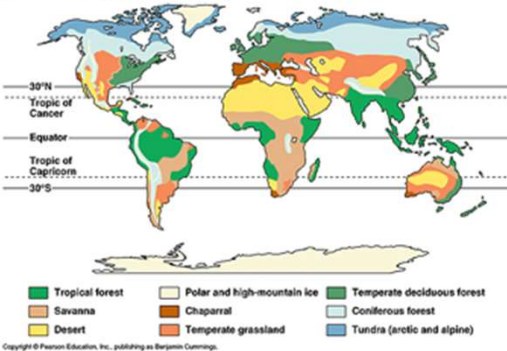 30°N
Tropic of
Cancer
Equator
Tropic of
Capricorn
30°S
Tropical forest
Savanna
Desert
Polar and high-mountain ice
Chaparral
Temperate grassland
Temperate deciduous forest
Coniferous forest
Tundra (arctic and alpine)
Copyright © Pearson Education, Inc., publishing as Benjamin Cummings.